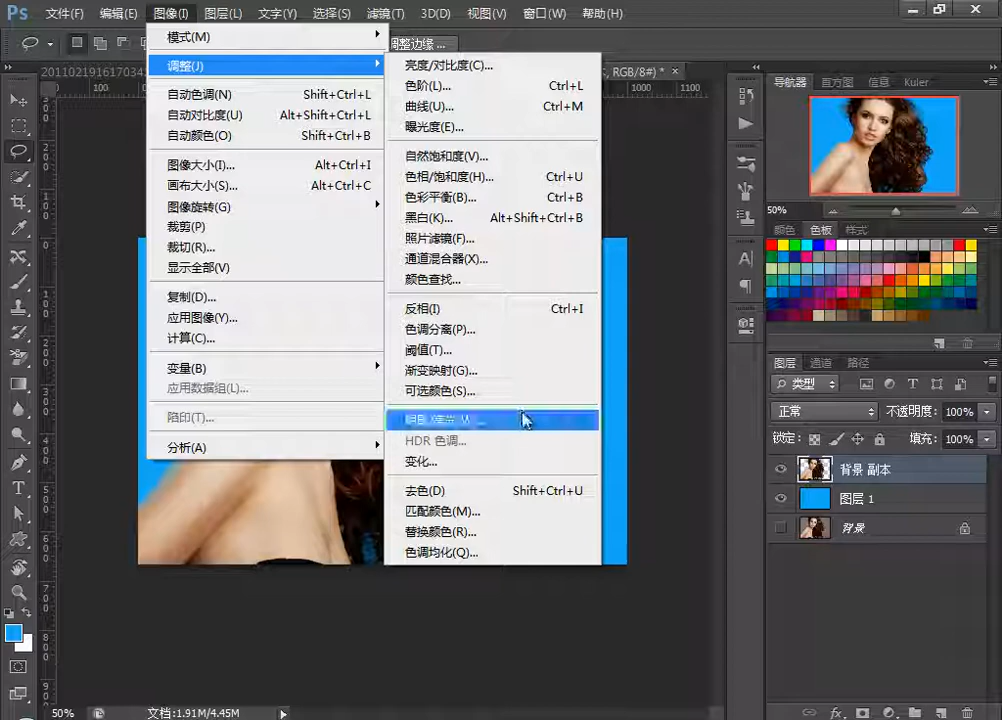 Ps 文件(F) 编辑(E) 图像(I) 图层(L) 文字(Y) 选择(S) 滤镜(T) 3D(D) 视图(V) 窗口(W) 帮助(H)
调整边缘 ...
20110219161703 , RGB/8#) * ×
100 1000 1100
模式(M)
调整(J)
自动色调(N) Shift+Ctrl+L
自动对比度(U) Alt+Shift+Ctrl+L
自动颜色(O) Shift+Ctrl+B
图像大小(I)... Alt+Ctrl+I
画布大小(S)... Alt+Ctrl+C
图像旋转(G)
裁剪(P)
裁切(R)...
显示全部(V)
复制(D)...
应用图像(Y)...
计算(C)...
变量(B)
应用数据组(L)...
陷印(T)...
分析(A)
亮度/对比度(C)...
色阶(L)... Ctrl+L
曲线(U)... Ctrl+M
曝光度(E)...
自然饱和度(V)...
色相/饱和度(H)... Ctrl+U
色彩平衡(B)... Ctrl+B
黑白(K)... Alt+Shift+Ctrl+B
照片滤镜(F)...
通道混合器(X)...
颜色查找...
反相(I) Ctrl+I
色调分离(P)...
阈值(T)...
渐变映射(G)...
可选颜色(S)...
HDR 色调...
变化...
去色(D) Shift+Ctrl+U
匹配颜色(M)...
替换颜色(R)...
色调均化(Q)...
导航器 直方图 信息 Kuler
50%
颜色 色板 样式
图层 通道 路径
类型
正常 不透明度: 100%
锁定: 填充: 100%
背景 副本
图层 1
背景
50% 文档:1.91M/4.45M